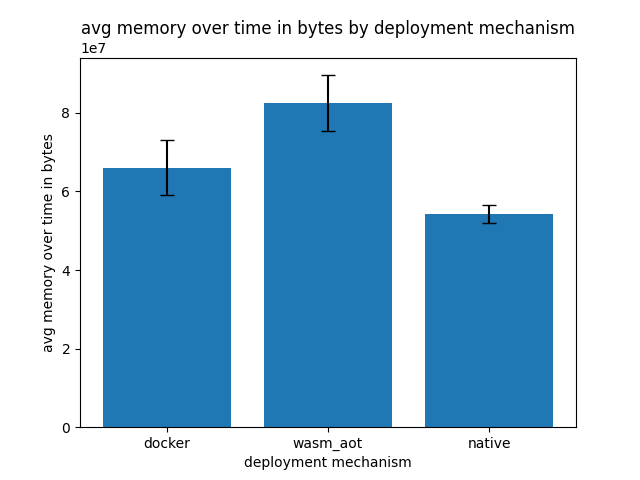 avg memory over time in bytes by deployment mechanism
1e7
8
6
4
2
0
avg memory over time in bytes
docker
wasm_aot
native
deployment mechanism